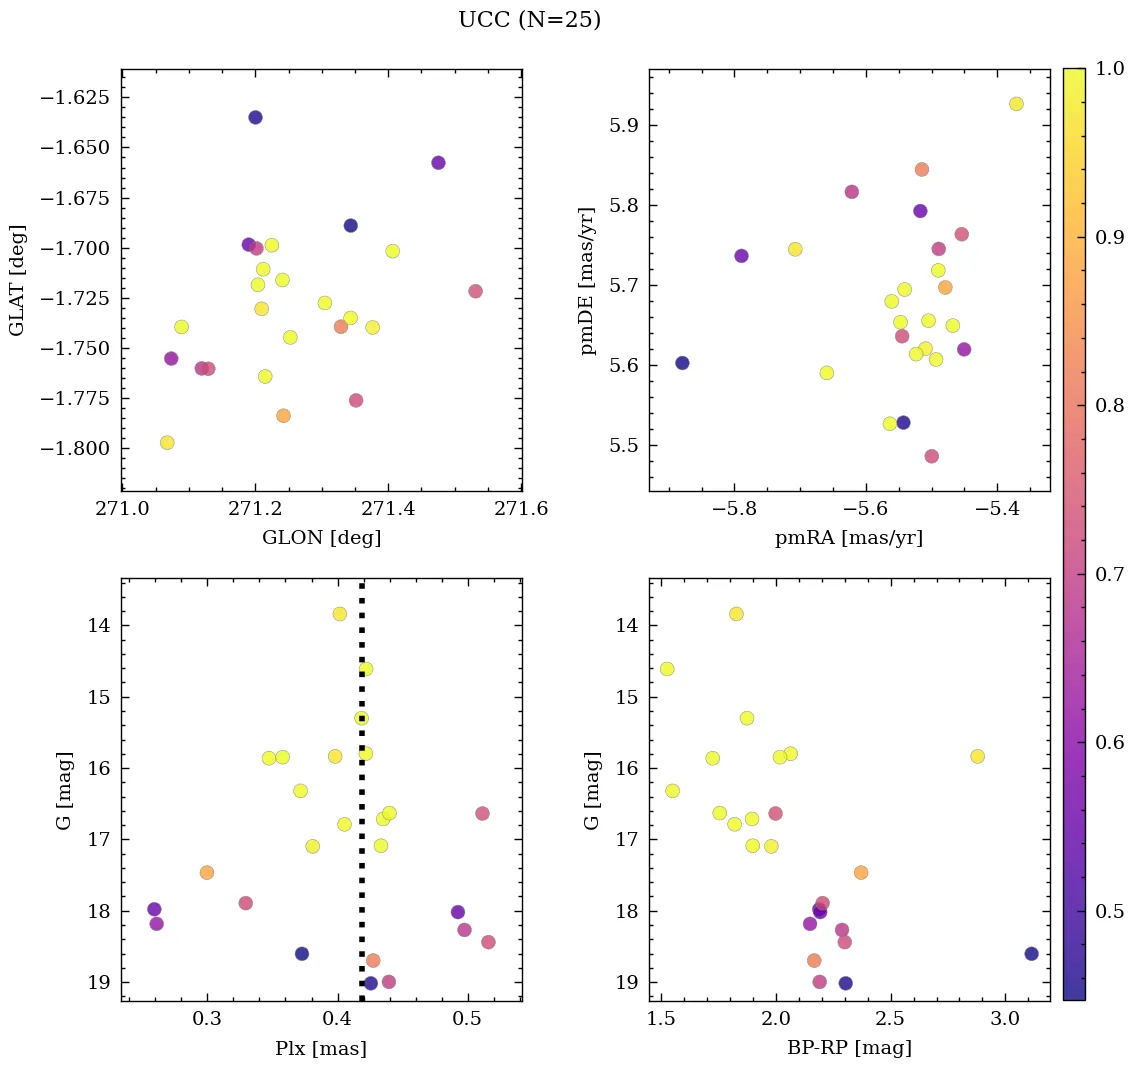 UCC (N=25)
−1.625
−1.650
−1.675
−1.700
−1.725
−1.750
−1.775
−1.800
GLAT [deg]
271.0 271.2 271.4 271.6
GLON [deg]
5.9
5.8
5.7
5.6
5.5
pmDE [mas/yr]
−5.8 −5.6 −5.4
pmRA [mas/yr]
1.0
0.9
0.8
0.7
0.6
0.5
14
15
16
17
18
19
G [mag]
0.3 0.4 0.5
Plx [mas]
14
15
16
17
18
19
G [mag]
1.5 2.0 2.5 3.0
BP-RP [mag]